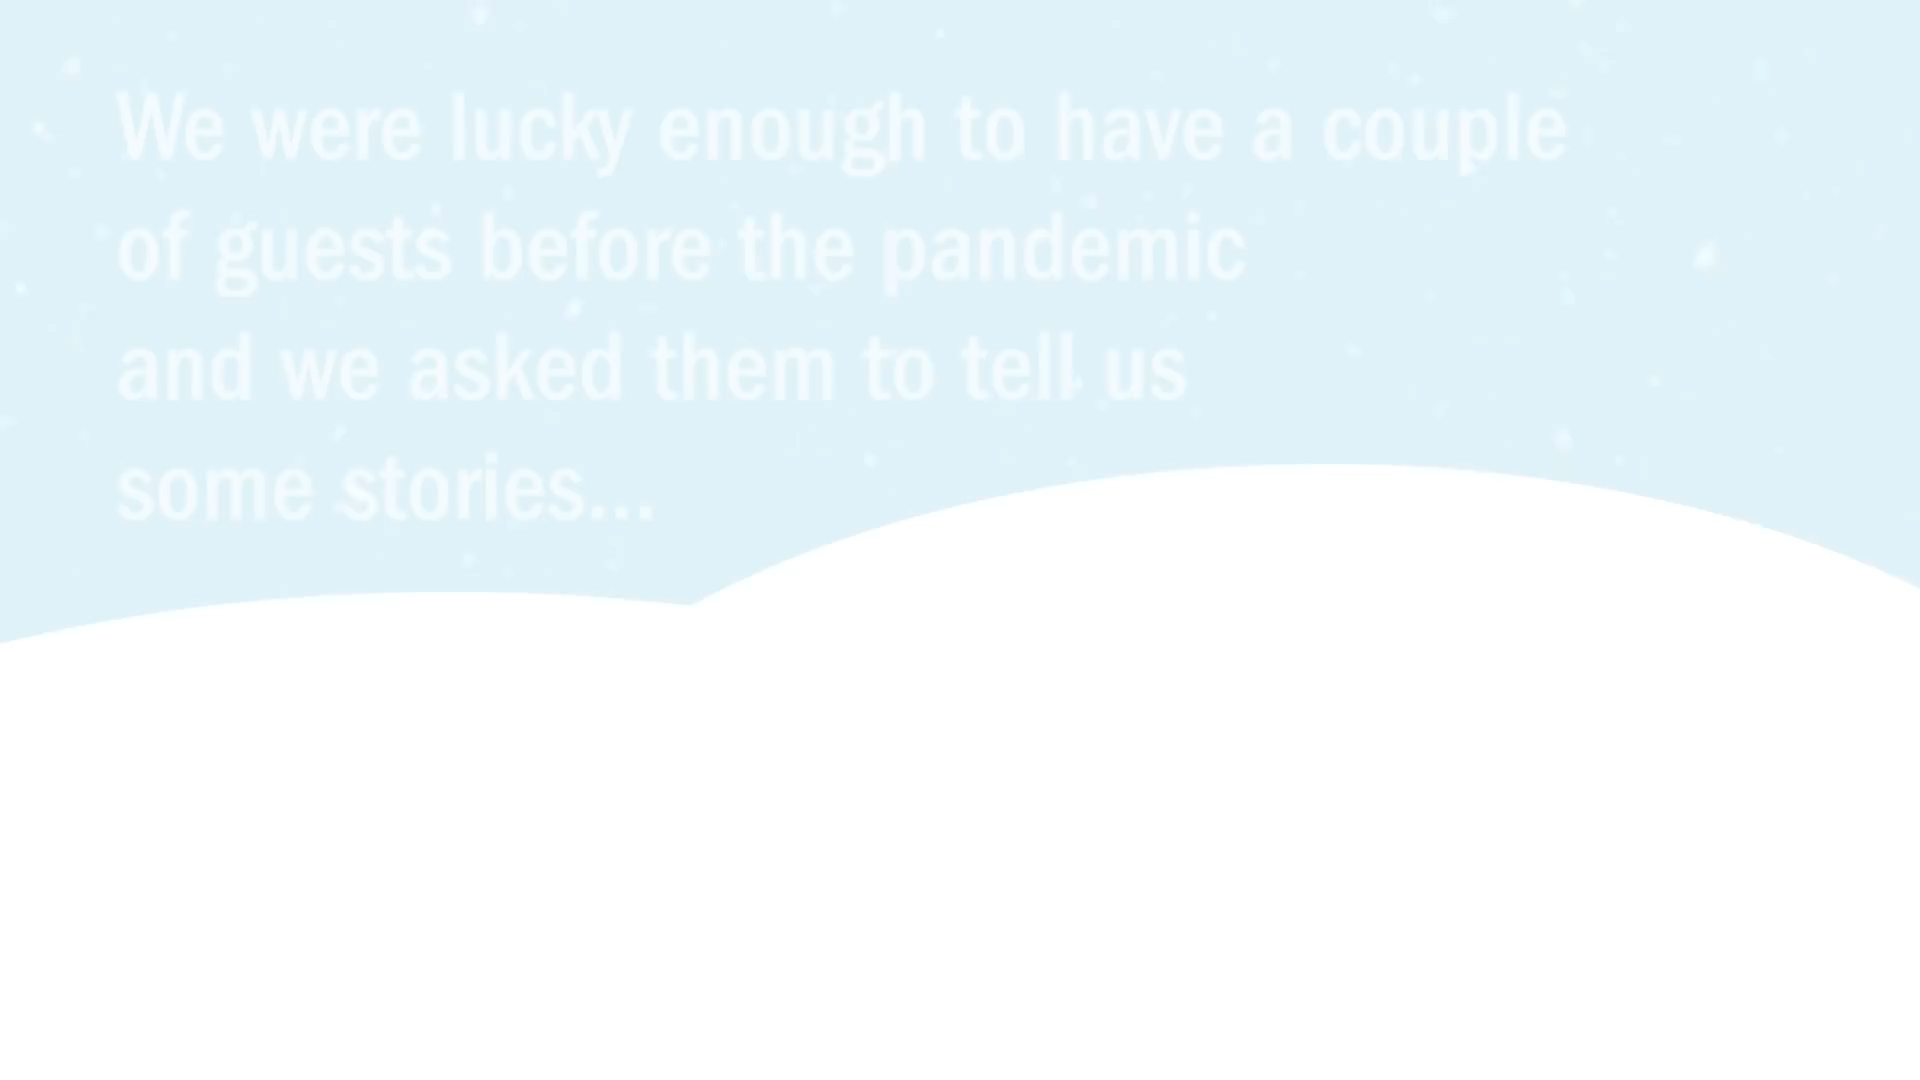 We were lucky enough to have a couple
of guests before the pandemic
and we asked them to tell us
some stories...